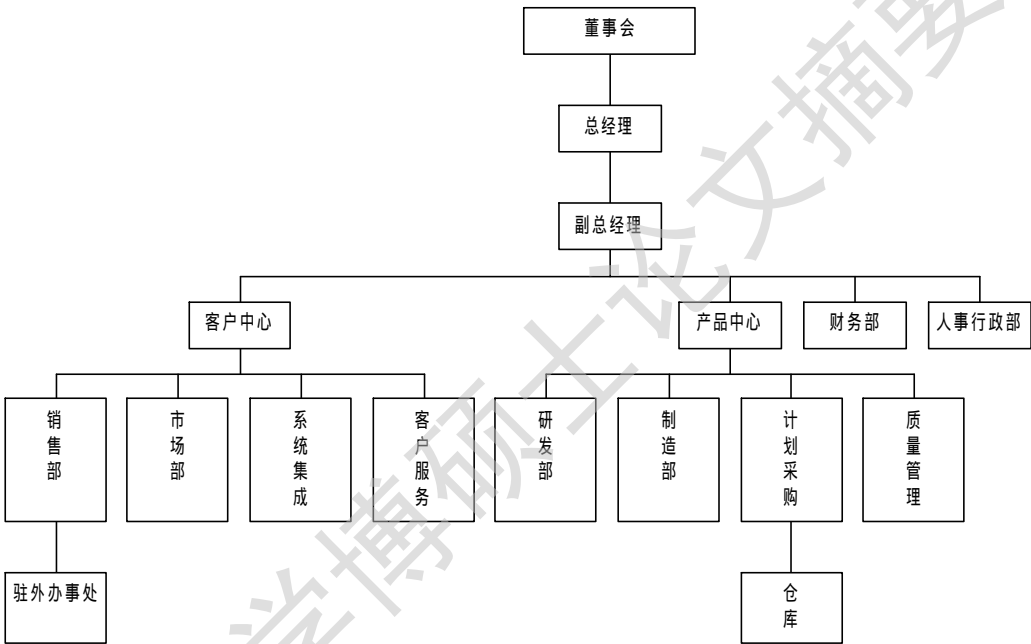 董事会
总经理
副总经理
客户中心
产品中心
财务部
人事行政部
销售部
市场部
系统集成
客户服务
研发部
制造部
计划采购
质量管理
驻外办事处
仓库
学博硕士论文摘要